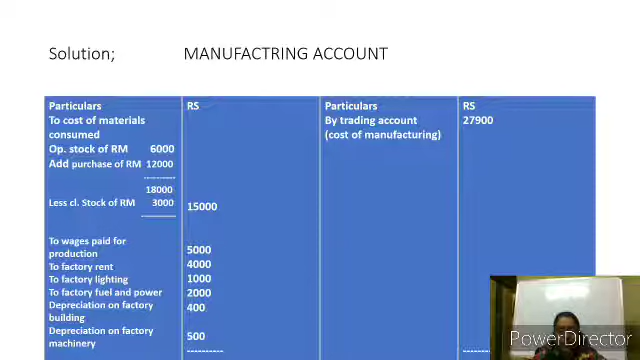 Solution; MANUFACTRING ACCOUNT
Particulars RS Particulars RS
To cost of materials By trading account 27900
consumed (cost of manufacturing)
Op. stock of RM 6000
Add purchase of RM 12000
----------
18000
Less cl. Stock of RM 3000 15000
----------
To wages paid for
production 5000
To factory rent 4000
To factory lighting 1000
To factory fuel and power 2000
Depreciation on factory 400
building
Depreciation on factory 500
machinery
----------
PowerDirector